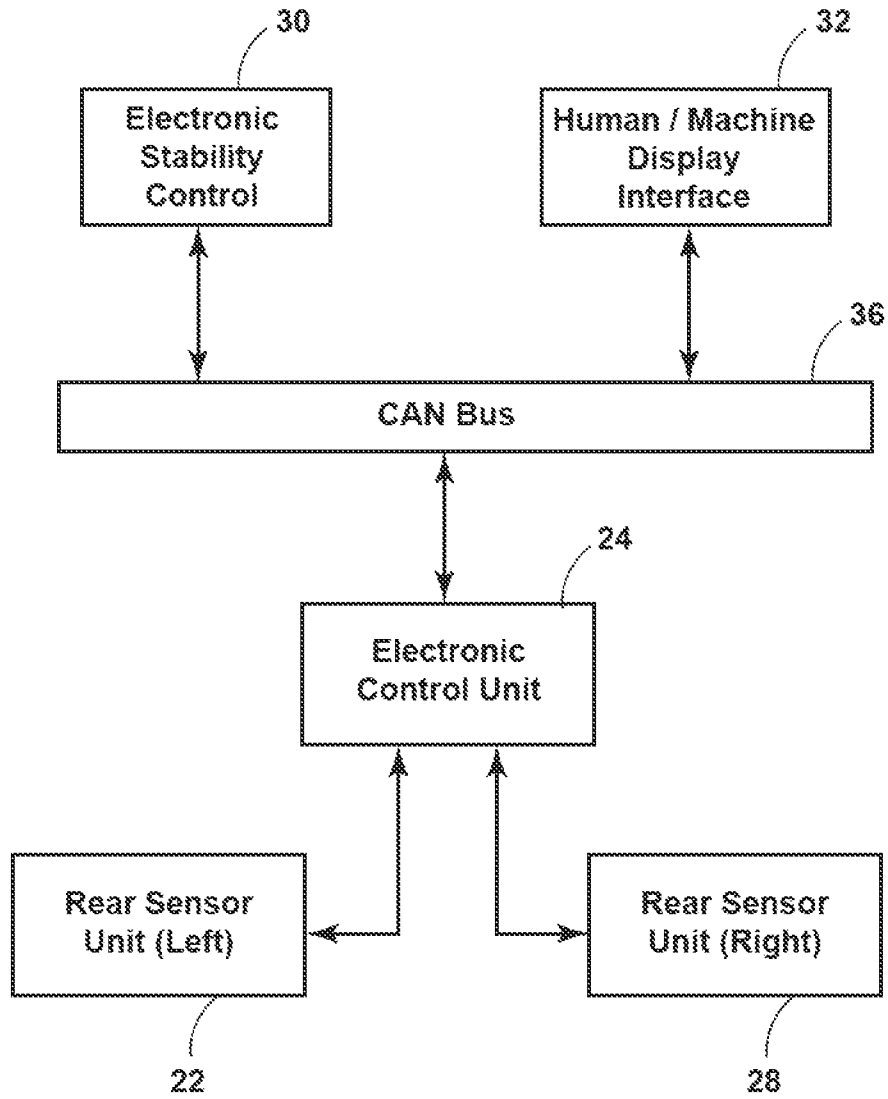 30
32
Electronic
Stability
Control
Human / Machine
Display
Interface
36
CAN Bus
24
Electronic
Control Unit
Rear Sensor
Unit (Left)
Rear Sensor
Unit (Right)
22
28